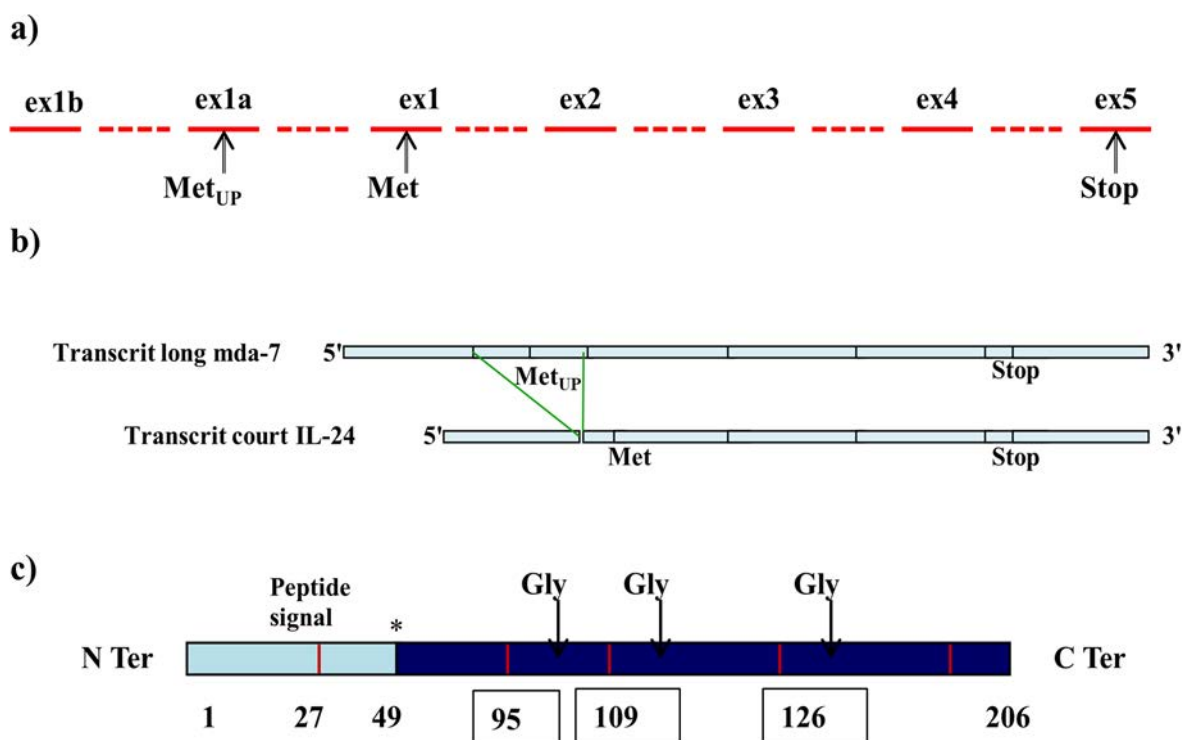 a)
ex1b ex1a ex1 ex2 ex3 ex4 ex5
MetUP Met Stop
b)
Transcrit long mda-7 5' 3'
MetUP Stop
Transcrit court IL-24 5' 3'
Met Stop
c)
Peptide signal * Gly Gly Gly
N Ter C Ter
1 27 49 95 109 126 206